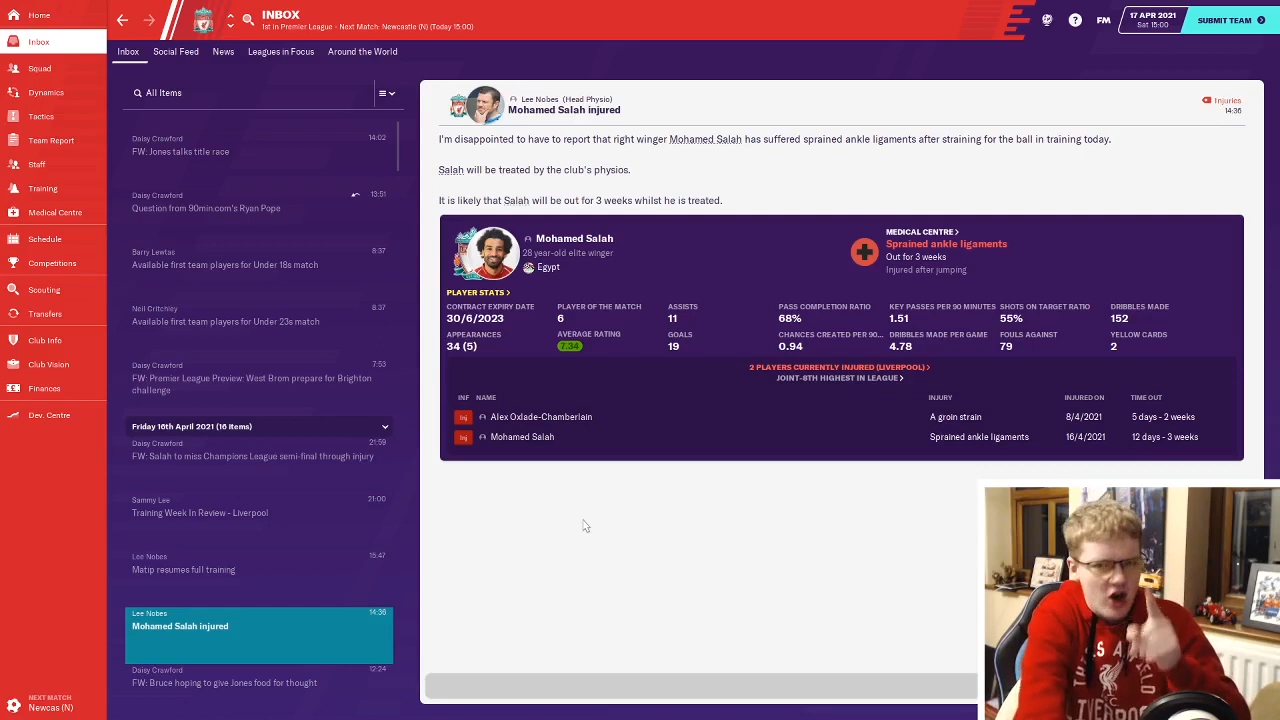 Home
Inbox
Squad
Dynamics
Tactics
Team Report
Staff
Training
Medical Centre
Schedule
Competitions
Scouting
Transfers
Club Info
Club Vision
Finances
Dev. Centre
NEXT MATCH
Newcas (N)
INBOX
1st in Premier League - Next Match: Newcastle (N) (Today 15:00)
?
FM
17 APR 2021
Sat 15:00
SUBMIT TEAM
Inbox Social Feed News Leagues in Focus Around the World
All Items
Daisy Crawford 14:02
FW: Jones talks title race
Daisy Crawford 13:51
Question from 90min.com's Ryan Pope
Barry Lewtas 8:37
Available first team players for Under 18s match
Neil Critchley 8:37
Available first team players for Under 23s match
Daisy Crawford 7:53
FW: Premier League Preview: West Brom prepare for Brighton
challenge
Friday 16th April 2021 (16 Items)
Daisy Crawford 21:59
FW: Salah to miss Champions League semi-final through injury
Sammy Lee 21:00
Training Week In Review - Liverpool
Lee Nobes 15:47
Matip resumes full training
Lee Nobes 14:36
Mohamed Salah injured
Daisy Crawford 12:24
FW: Bruce hoping to give Jones food for thought
Lee Nobes (Head Physio)
Mohamed Salah injured
Injuries
14:36
I'm disappointed to have to report that right winger Mohamed Salah has suffered sprained ankle ligaments after straining for the ball in training today.
Salah will be treated by the club's physios.
It is likely that Salah will be out for 3 weeks whilst he is treated.
Mohamed Salah
28 year-old elite winger
Egypt
MEDICAL CENTRE >
Sprained ankle ligaments
Out for 3 weeks
Injured after jumping
PLAYER STATS >
CONTRACT EXPIRY DATE PLAYER OF THE MATCH ASSISTS PASS COMPLETION RATIO KEY PASSES PER 90 MINUTES SHOTS ON TARGET RATIO DRIBBLES MADE
30/6/2023 6 11 68% 1.51 55% 152
APPEARANCES AVERAGE RATING GOALS CHANCES CREATED PER 90... DRIBBLES MADE PER GAME FOULS AGAINST YELLOW CARDS
34 (5) 7.34 19 0.94 4.78 79 2
2 PLAYERS CURRENTLY INJURED (LIVERPOOL) >
JOINT-8TH HIGHEST IN LEAGUE >
INF NAME INJURY INJURED ON TIME OUT
Inj Alex Oxlade-Chamberlain A groin strain 8/4/2021 5 days - 2 weeks
Inj Mohamed Salah Sprained ankle ligaments 16/4/2021 12 days - 3 weeks